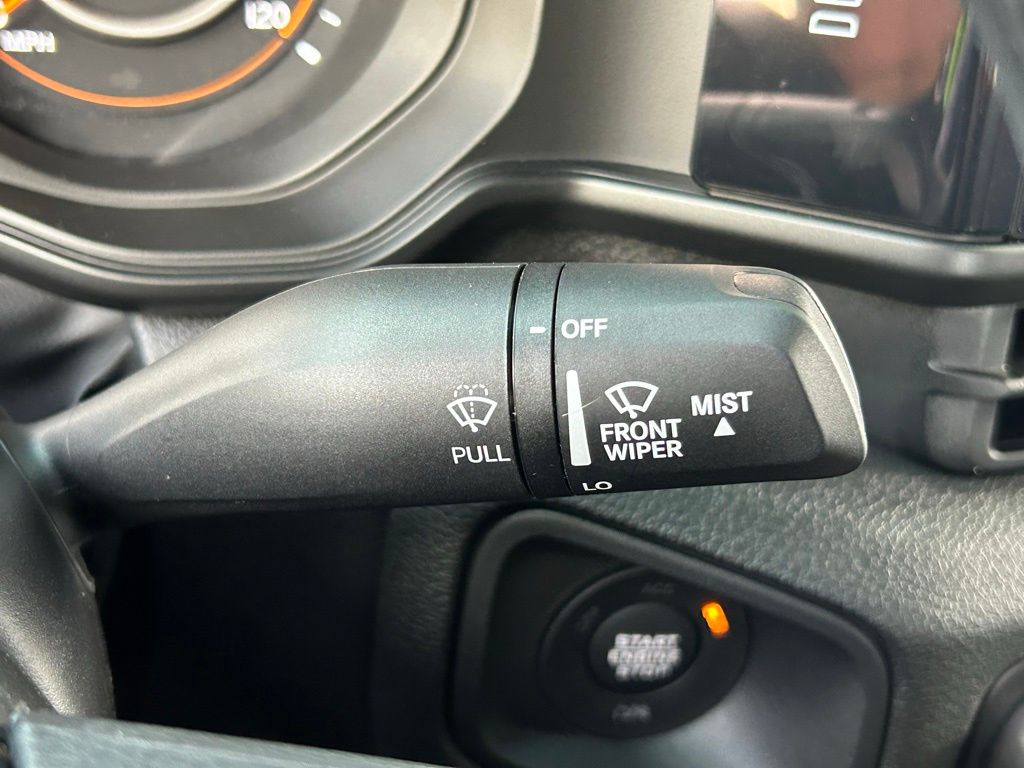 120
MPH
OFF
MIST
FRONT
WIPER
PULL
LO
START
ENGINE
STOP